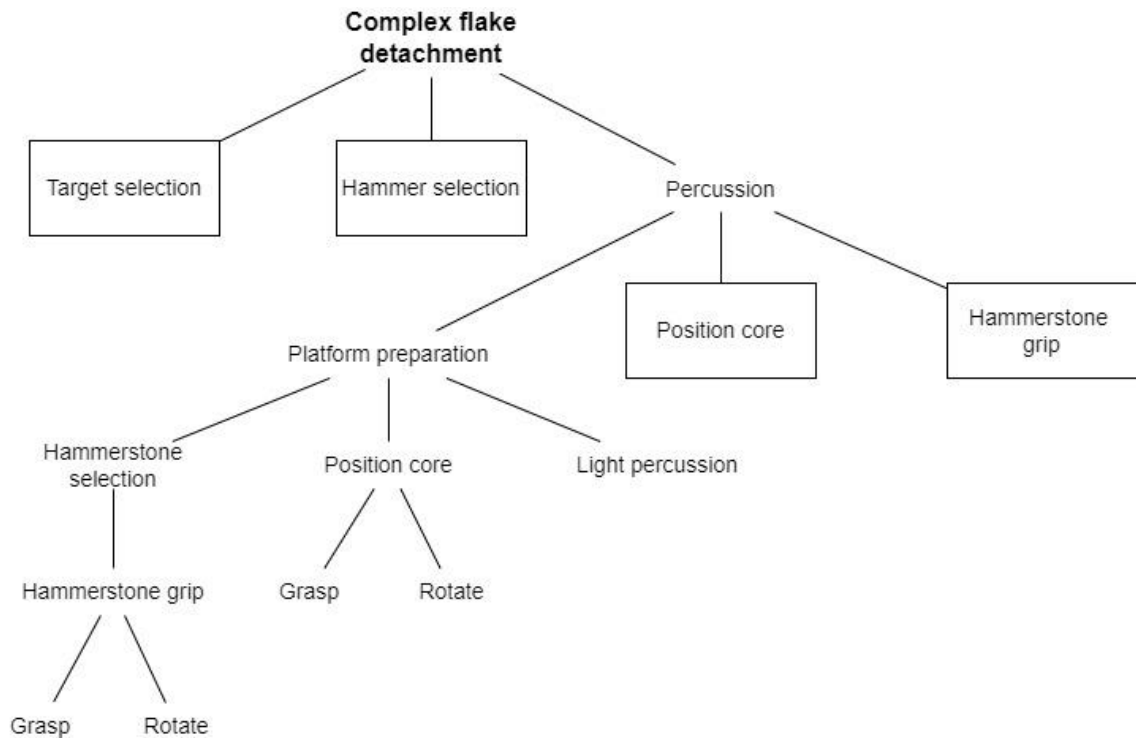 Complex flake
detachment
Target selection
Hammer selection
Percussion
Position core
Hammerstone
grip
Platform preparation
Hammerstone
selection
Position core
Light percussion
Hammerstone grip
Grasp
Rotate
Grasp
Rotate